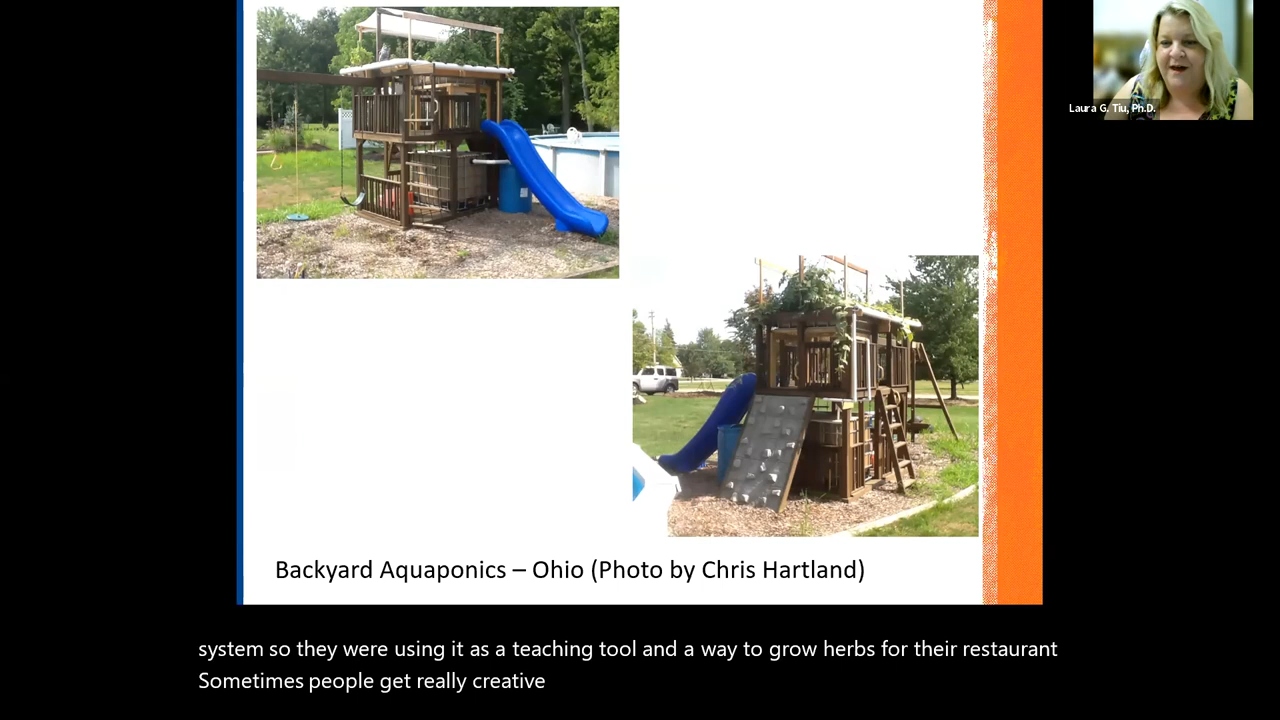 Laura G. Tiu, Ph.D.
Backyard Aquaponics – Ohio (Photo by Chris Hartland)
system so they were using it as a teaching tool and a way to grow herbs for their restaurant
Sometimes people get really creative